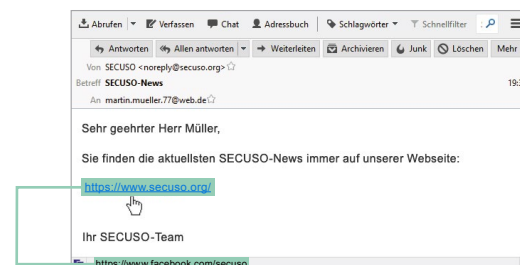 Abrufen Verfassen Chat Adressbuch Schlagwörter Schnellfilter
Antworten Allen antworten Weiterleiten Archivieren Junk Löschen Mehr
Von SECUSO <noreply@secuso.org>
Betreff SECUSO-News 19:
An martin.mueller.77@web.de
Sehr geehrter Herr Müller,
Sie finden die aktuellsten SECUSO-News immer auf unserer Webseite:
https://www.secuso.org/
Ihr SECUSO-Team
https://www.facebook.com/secuso